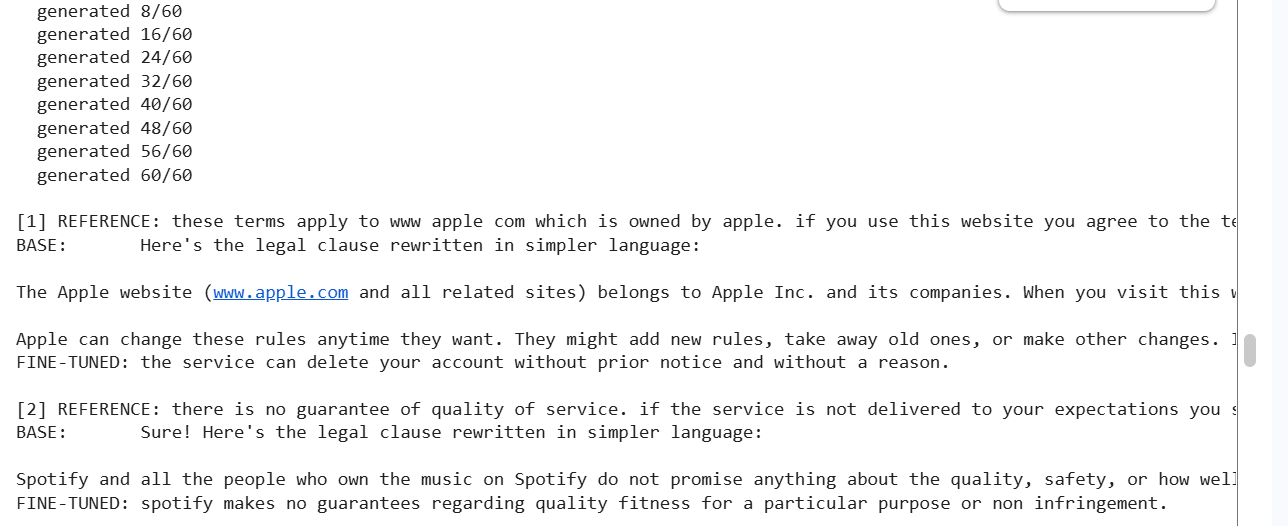 generated 8/60
generated 16/60
generated 24/60
generated 32/60
generated 40/60
generated 48/60
generated 56/60
generated 60/60
[1] REFERENCE: these terms apply to www apple com which is owned by apple. if you use this website you agree to the
BASE: Here's the legal clause rewritten in simpler language:
The Apple website (www.apple.com and all related sites) belongs to Apple Inc. and its companies. When you visit this
Apple can change these rules anytime they want. They might add new rules, take away old ones, or make other changes.
FINE-TUNED: the service can delete your account without prior notice and without a reason.
[2] REFERENCE: there is no guarantee of quality of service. if the service is not delivered to your expectations you
BASE: Sure! Here's the legal clause rewritten in simpler language:
Spotify and all the people who own the music on Spotify do not promise anything about the quality, safety, or how well
FINE-TUNED: spotify makes no guarantees regarding quality fitness for a particular purpose or non infringement.